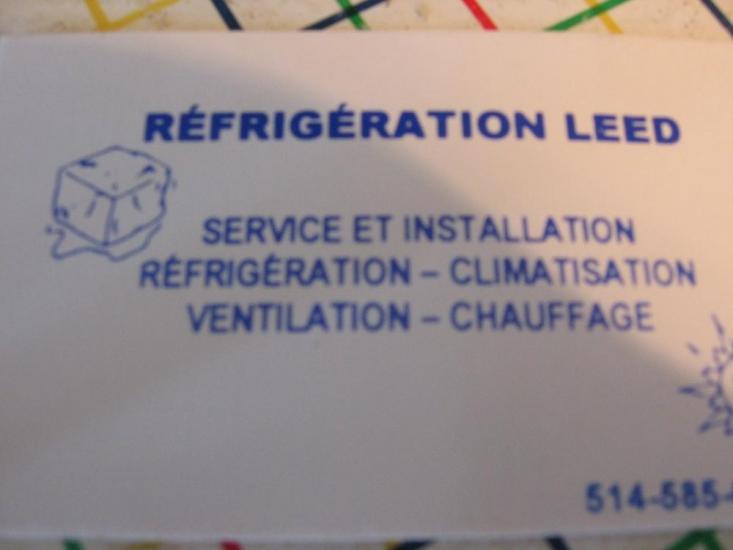 RÉFRIGÉRATION LEED
SERVICE ET INSTALLATION
RÉFRIGÉRATION – CLIMATISATION
VENTILATION – CHAUFFAGE
514-585-